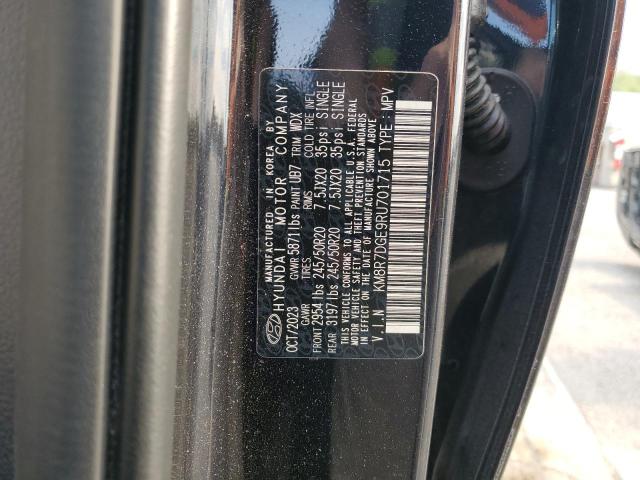 MANUFACTURED IN KOREA BY
HYUNDAI MOTOR COMPANY
OCT/2023 GVWR 5871lbs PAINT UB7 TRIM WDX
GAWR TIRES RIMS COLD TIRE INFL.
FRONT 2954lbs 245/50R20 7.5JX20 35psi SINGLE
REAR 3197lbs 245/50R20 7.5JX20 35psi SINGLE
THIS VEHICLE CONFORMS TO ALL APPLICABLE U.S.A. FEDERAL
MOTOR VEHICLE SAFETY AND THEFT PREVENTION STANDARDS
IN EFFECT ON THE DATE OF MANUFACTURE SHOWN ABOVE
V.I.N : KM8R7DGE9RU701715 TYPE : MPV